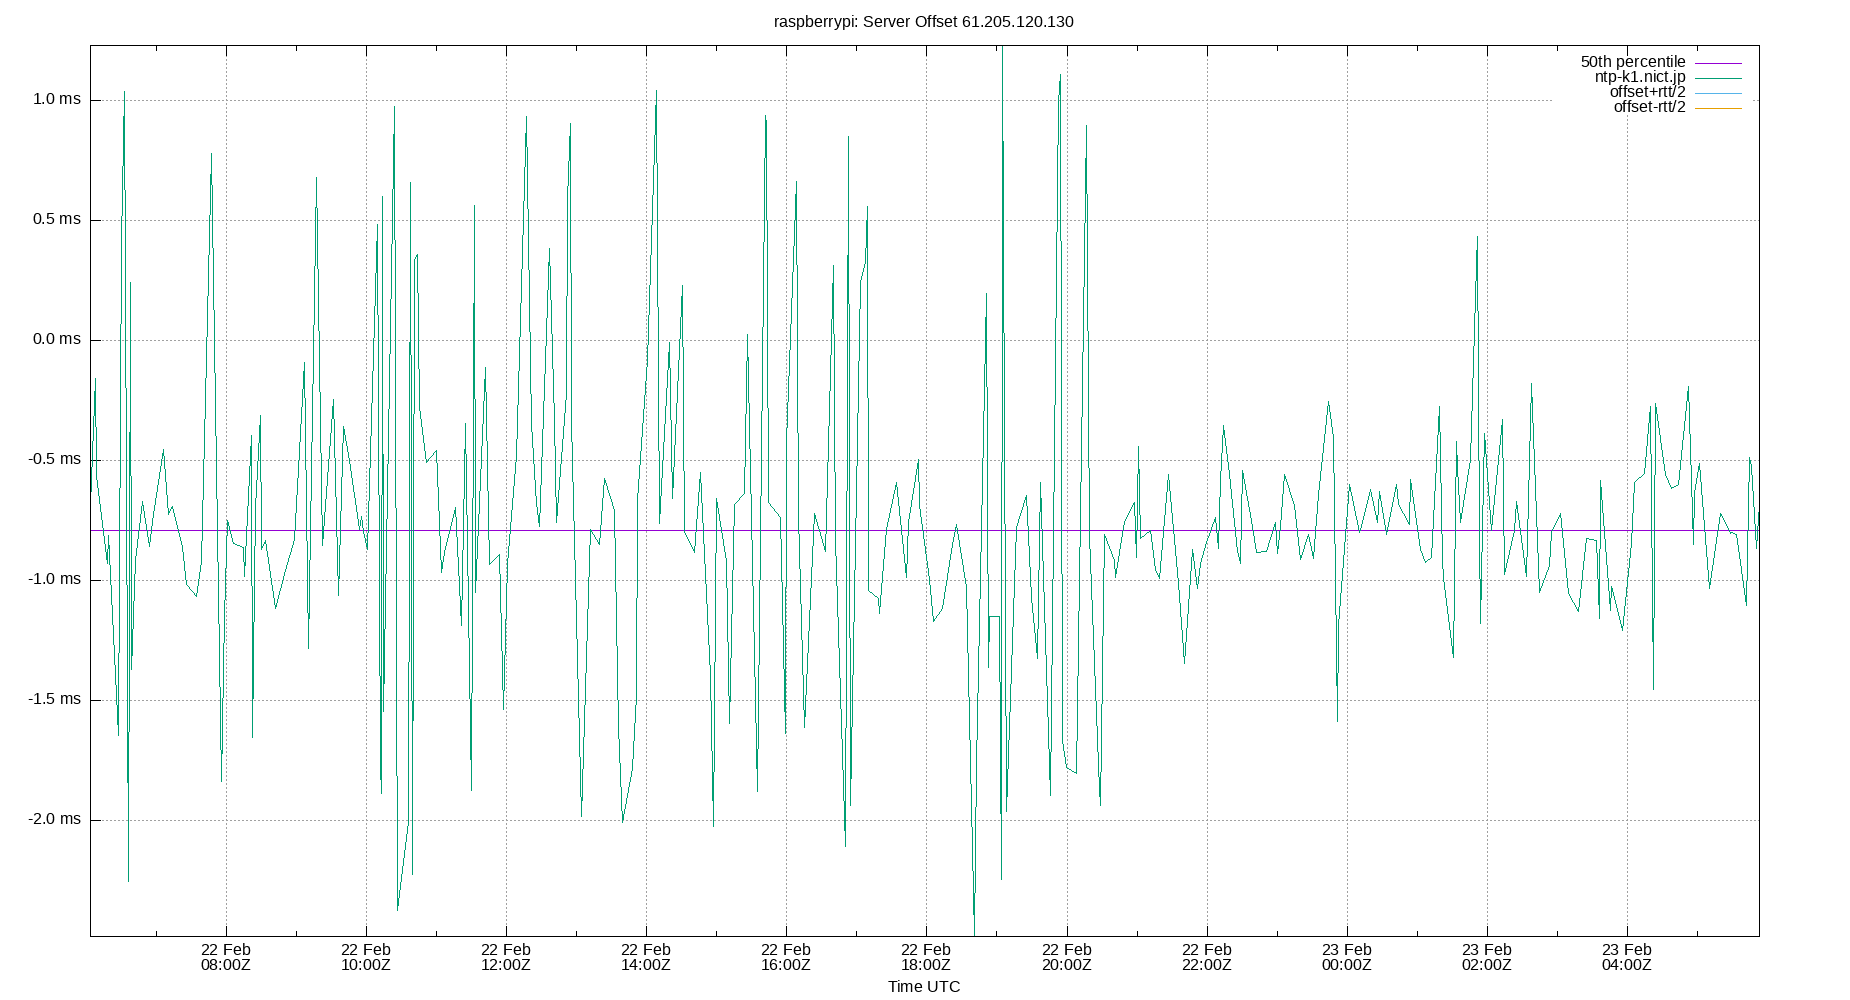 raspberrypi: Server Offset 61.205.120.130
50th percentile
ntp-k1.nict.jp
offset+rtt/2
offset-rtt/2
1.0 ms
0.5 ms
0.0 ms
-0.5 ms
-1.0 ms
-1.5 ms
-2.0 ms
22 Feb 22 Feb 22 Feb 22 Feb 22 Feb 22 Feb 22 Feb 22 Feb 23 Feb 23 Feb 23 Feb
08:00Z 10:00Z 12:00Z 14:00Z 16:00Z 18:00Z 20:00Z 22:00Z 00:00Z 02:00Z 04:00Z
Time UTC